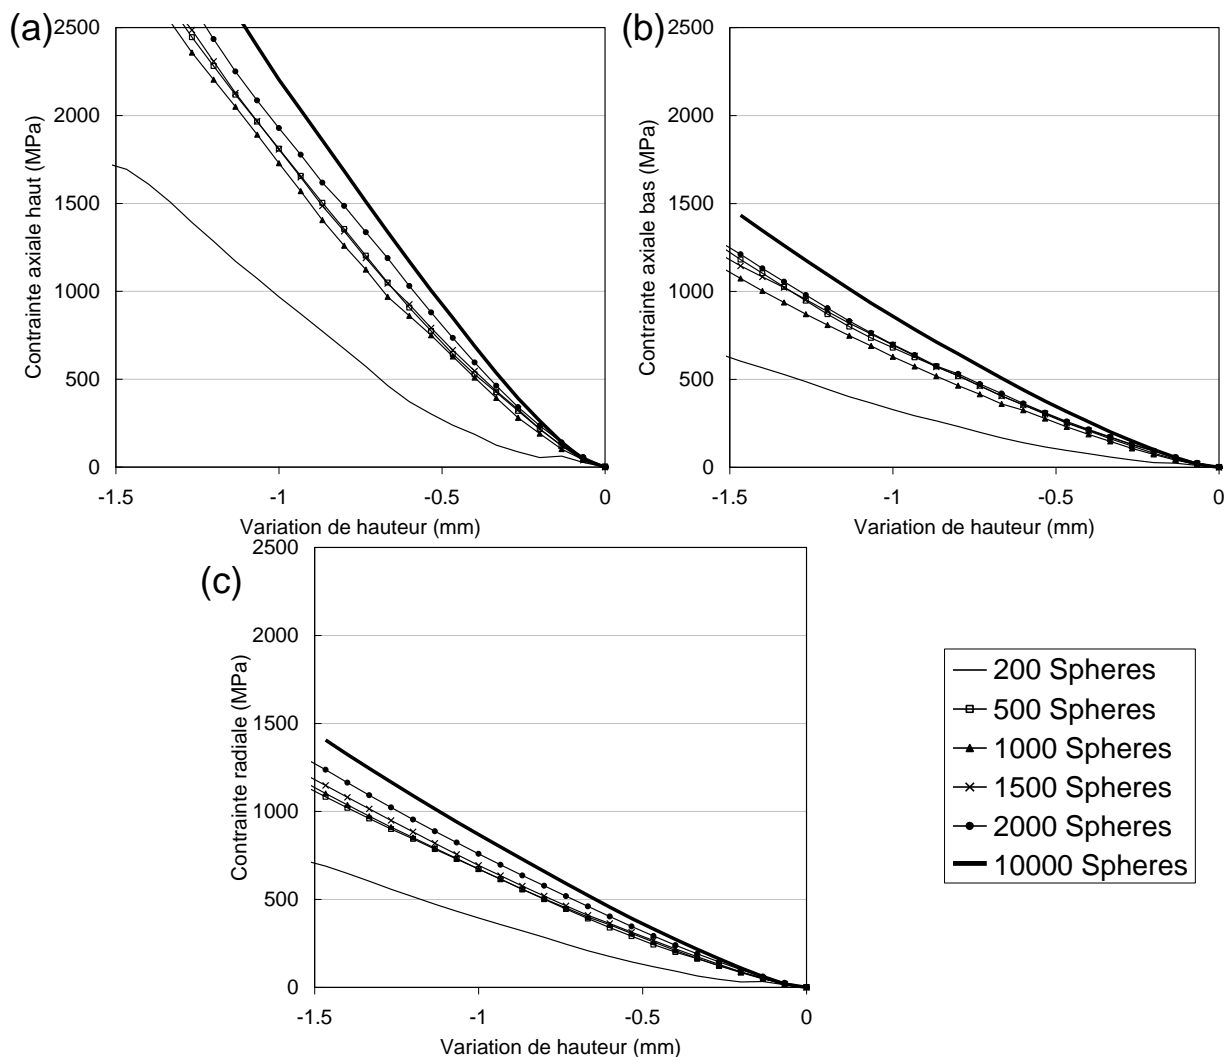 (a)
Contrainte axiale haut (MPa)
2500
2000
1500
1000
500
0
-1.5 -1 -0.5 0
Variation de hauteur (mm)
(b)
Contrainte axiale bas (MPa)
2500
2000
1500
1000
500
0
-1.5 -1 -0.5 0
Variation de hauteur (mm)
(c)
Contrainte radiale (MPa)
2500
2000
1500
1000
500
0
-1.5 -1 -0.5 0
Variation de hauteur (mm)
200 Spheres
500 Spheres
1000 Spheres
1500 Spheres
2000 Spheres
10000 Spheres